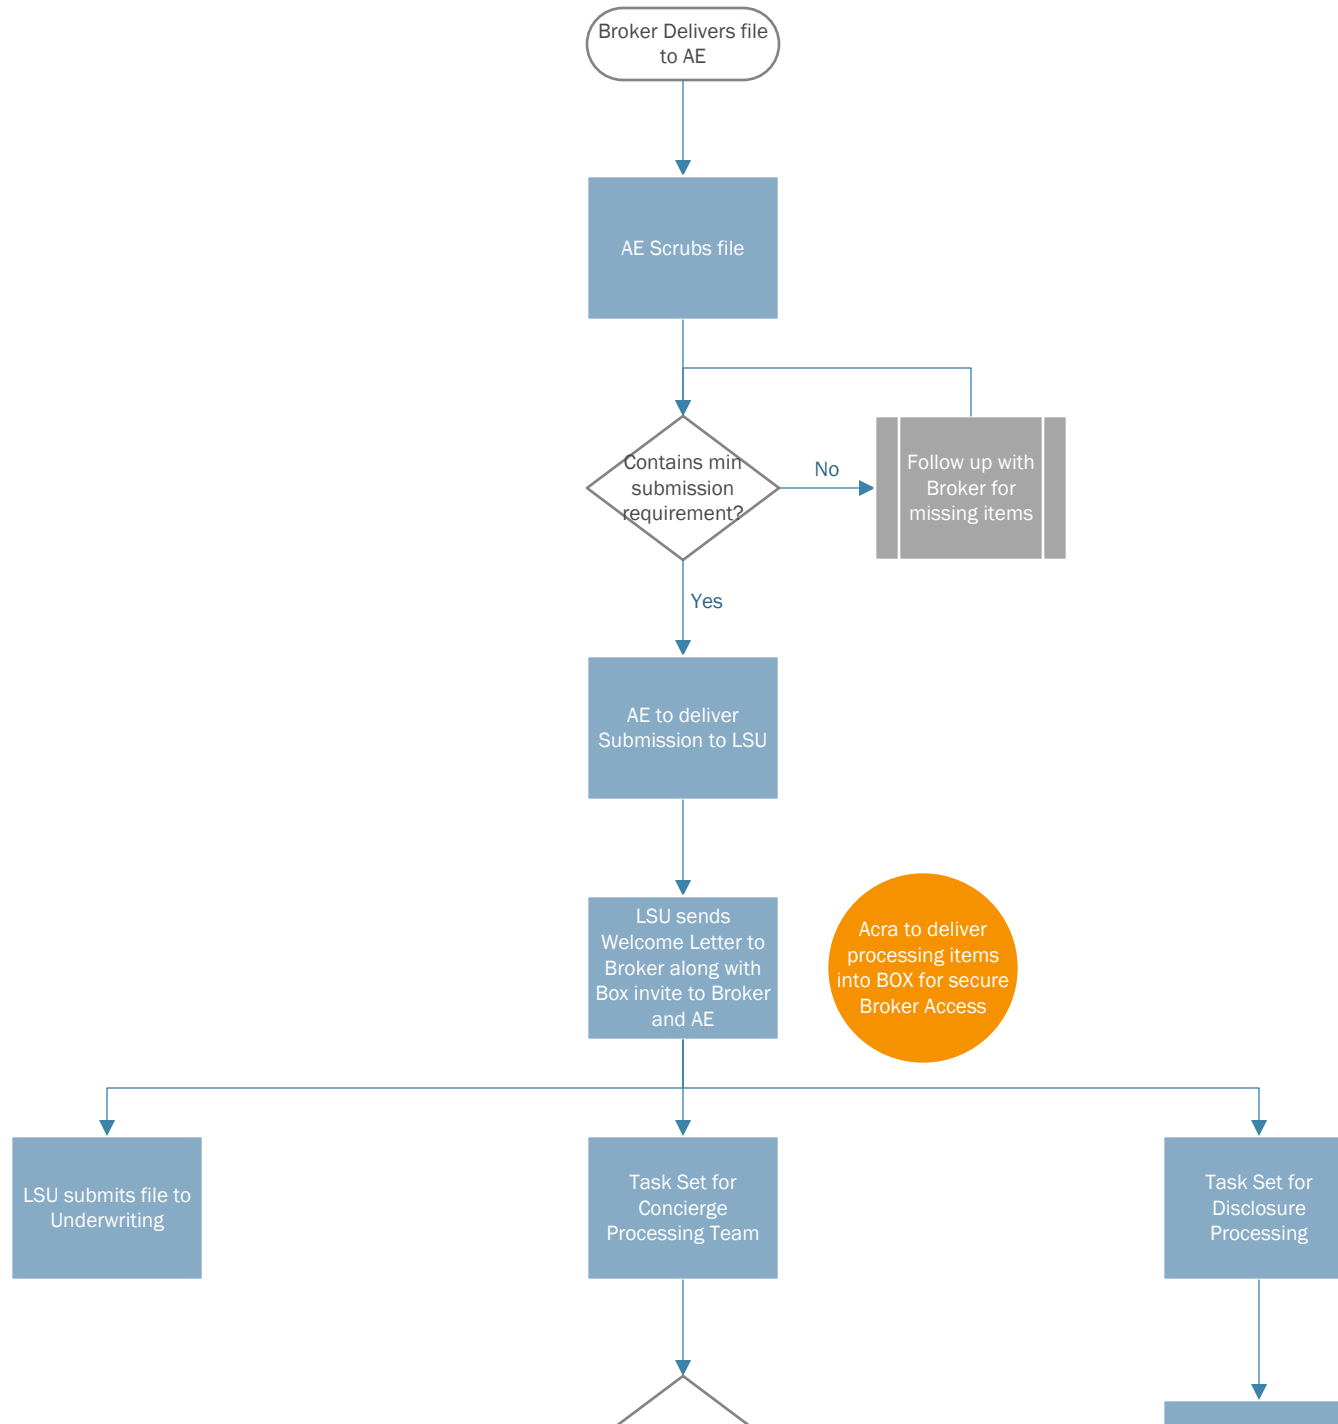 Broker Delivers file
to AE
AE Scrubs file
Contains min
submission
requirement?
No
Follow up with
Broker for
missing items
Yes
AE to deliver
Submission to LSU
LSU sends
Welcome Letter to
Broker along with
Box invite to Broker
and AE
Acra to deliver
processing items
into BOX for secure
Broker Access
LSU submits file to
Underwriting
Task Set for
Concierge
Processing Team
Task Set for
Disclosure
Processing